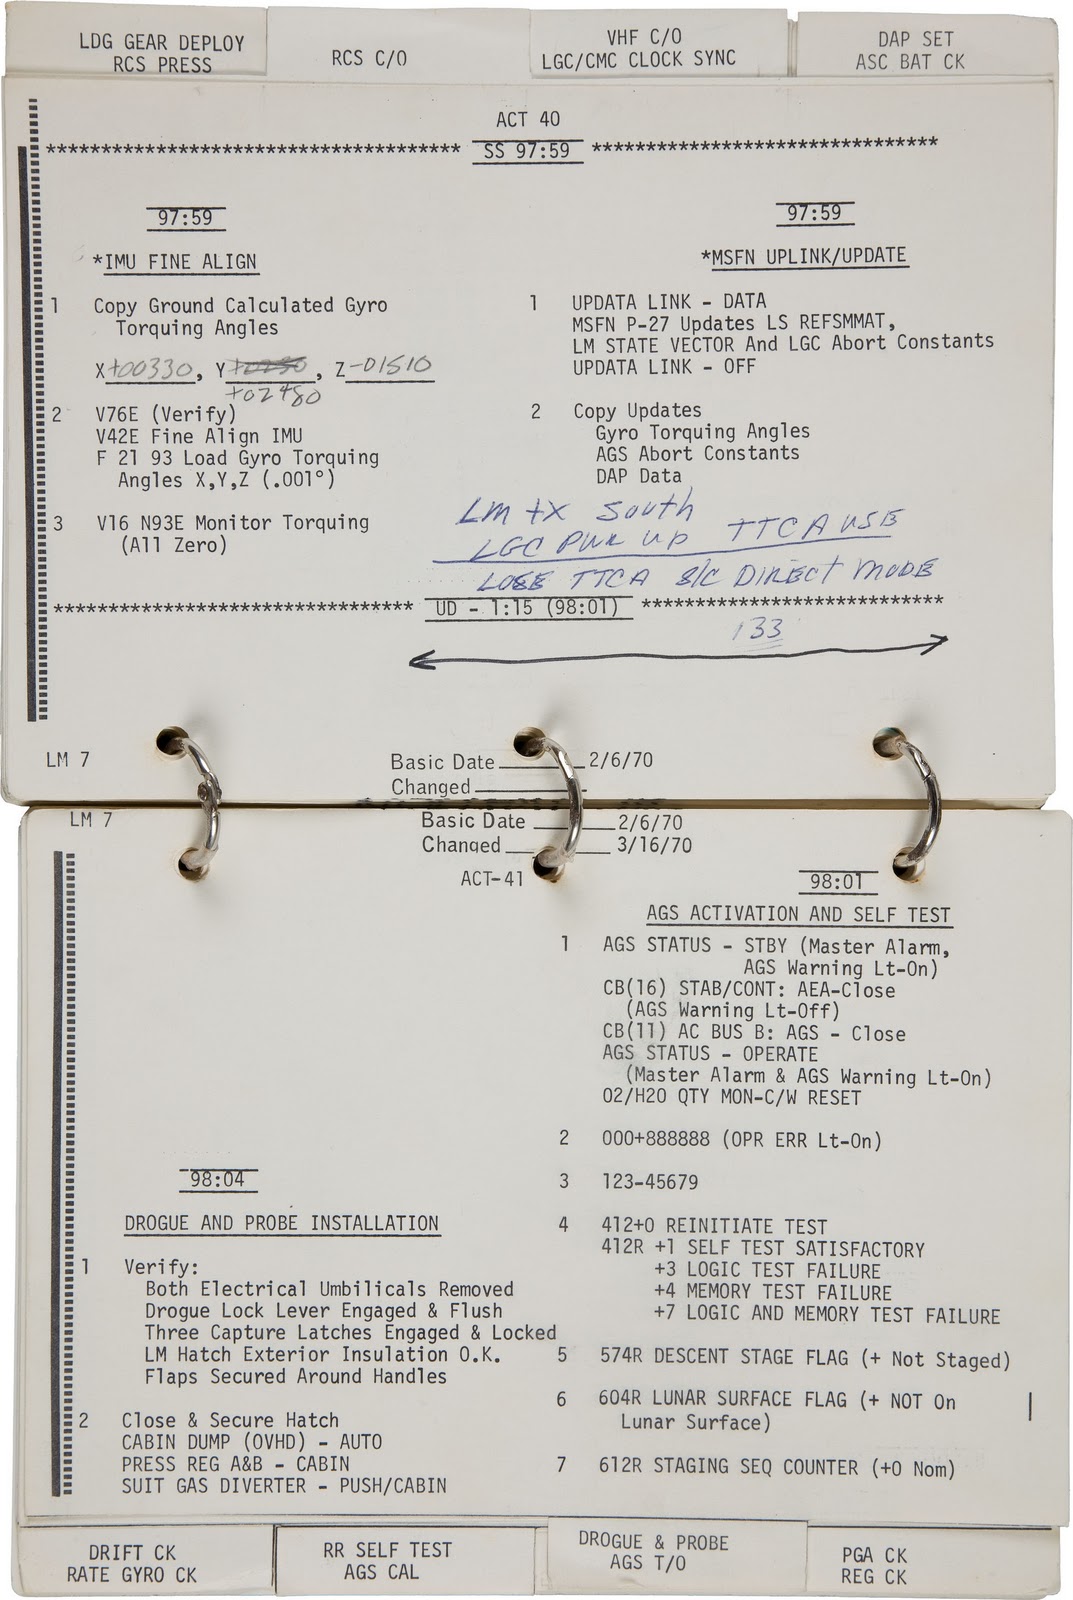 LDG GEAR DEPLOY
RCS PRESS
RCS C/O
VHF C/O
LGC/CMC CLOCK SYNC
DAP SET
ASC BAT CK
ACT 40
************************************** SS 97:59 ********************************
97:59
*IMU FINE ALIGN
1 Copy Ground Calculated Gyro
Torquing Angles
X+00330, Y+0, Z-01510
+02480
2 V76E (Verify)
V42E Fine Align IMU
F 21 93 Load Gyro Torquing
Angles X,Y,Z (.001°)
3 V16 N93E Monitor Torquing
(All Zero)
97:59
*MSFN UPLINK/UPDATE
1 UPDATA LINK - DATA
MSFN P-27 Updates LS REFSMMAT,
LM STATE VECTOR And LGC Abort Constants
UPDATA LINK - OFF
2 Copy Updates
Gyro Torquing Angles
AGS Abort Constants
DAP Data
LM +X South
LGC PWR UP TTCA USE
LOSE TTCA S/C DIRECT MODE
********************************* UD - 1:15 (98:01) ****************************
133
LM 7
Basic Date 2/6/70
Changed
LM 7
Basic Date 2/6/70
Changed 3/16/70
ACT-41
98:04
DROGUE AND PROBE INSTALLATION
1 Verify:
Both Electrical Umbilicals Removed
Drogue Lock Lever Engaged & Flush
Three Capture Latches Engaged & Locked
LM Hatch Exterior Insulation O.K.
Flaps Secured Around Handles
2 Close & Secure Hatch
CABIN DUMP (OVHD) - AUTO
PRESS REG A&B - CABIN
SUIT GAS DIVERTER - PUSH/CABIN
98:01
AGS ACTIVATION AND SELF TEST
1 AGS STATUS - STBY (Master Alarm,
AGS Warning Lt-On)
CB(16) STAB/CONT: AEA-Close
(AGS Warning Lt-Off)
CB(11) AC BUS B: AGS - Close
AGS STATUS - OPERATE
(Master Alarm & AGS Warning Lt-On)
O2/H2O QTY MON-C/W RESET
2 000+888888 (OPR ERR Lt-On)
3 123-45679
4 412+0 REINITIATE TEST
412R +1 SELF TEST SATISFACTORY
+3 LOGIC TEST FAILURE
+4 MEMORY TEST FAILURE
+7 LOGIC AND MEMORY TEST FAILURE
5 574R DESCENT STAGE FLAG (+ Not Staged)
6 604R LUNAR SURFACE FLAG (+ NOT On
Lunar Surface)
7 612R STAGING SEQ COUNTER (+0 Nom)
DRIFT CK
RATE GYRO CK
RR SELF TEST
AGS CAL
DROGUE & PROBE
AGS T/O
PGA CK
REG CK